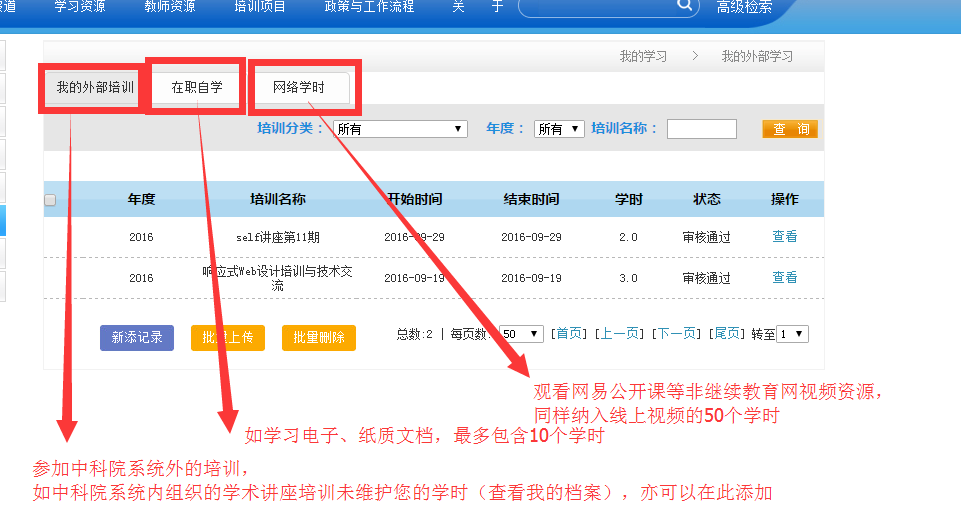 学习资源 教师资源 培训项目 政策与工作流程 关 于 高级检索
我的学习 > 我的外部学习
我的外部培训 在职自学 网络学时
培训分类： 所有 年度： 所有 培训名称： 查 询
年度 培训名称 开始时间 结束时间 学时 状态 操作
2016 self讲座第11期 2016-09-29 2016-09-29 2.0 审核通过 查看
2016 响应式Web设计培训与技术交
流 2016-09-19 2016-09-19 3.0 审核通过 查看
新添记录 批量上传 批量删除 总数:2 | 每页数: 50 [首页] [上一页] [下一页] [尾页] 转至 1
观看网易公开课等非继续教育网视频资源，
同样纳入线上视频的50个学时
如学习电子、纸质文档，最多包含10个学时
参加中科院系统外的培训，
如中科院系统内组织的学术讲座培训未维护您的学时（查看我的档案），亦可以在此添加